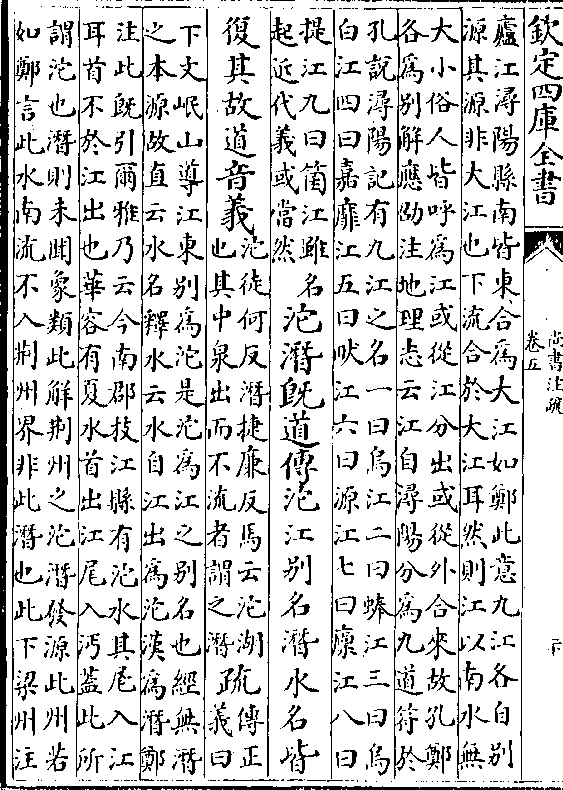 欽定四庫全書
尚書注疏
卷五
二十
廬江潯陽縣南皆東合為大江如鄭此意九江各自別
源其源非大江也下流合於大江耳然則江以南水無
大小俗人皆呼為江或從江分出或從外合來故孔鄭
各為別解應劭注地理志云江自潯陽分為九道符於
孔說潯陽記有九江之名一曰烏江二曰蜯江三曰烏
白江四曰嘉靡江五曰畎江六曰源江七曰廩江八曰
提江九曰箘江雖名
起近代義或當然
沱潛既道傳沱江別名潛水名皆
復其故道音義
沱徒何反潛捷廉反馬云沱湖
也其中泉出而不流者謂之潛
疏
傳正
義曰
下文岷山導江東別為沱是沱為江之別名也經無潛
之本源故直云水名釋水云水自江出為沱漢為潛鄭
注此既引爾雅乃云今南郡枝江縣有沱水其尾入江
耳首不於江出也華容有夏水首出江尾入沔蓋此所
謂沱也潛則未聞象類此解荊州之沱潛發源此州若
如鄭言此水南流不入荊州界非此潛也此下梁州注